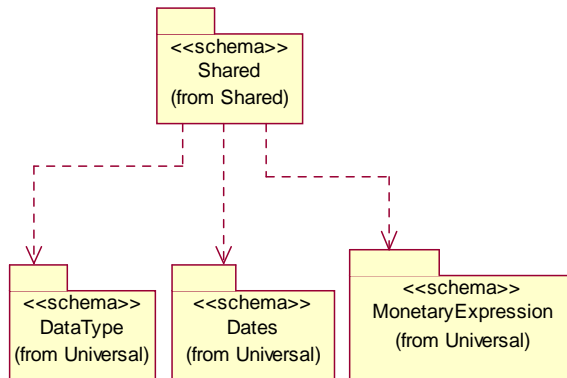 <<schema>>
Shared
(from Shared)
<<schema>>
DataType
(from Universal)
<<schema>>
Dates
(from Universal)
<<schema>>
MonetaryExpression
(from Universal)